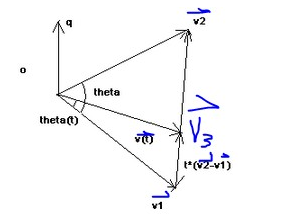 q
v2
o
theta
theta(t)
v(t)
V3
t*(v2-v1)
v1